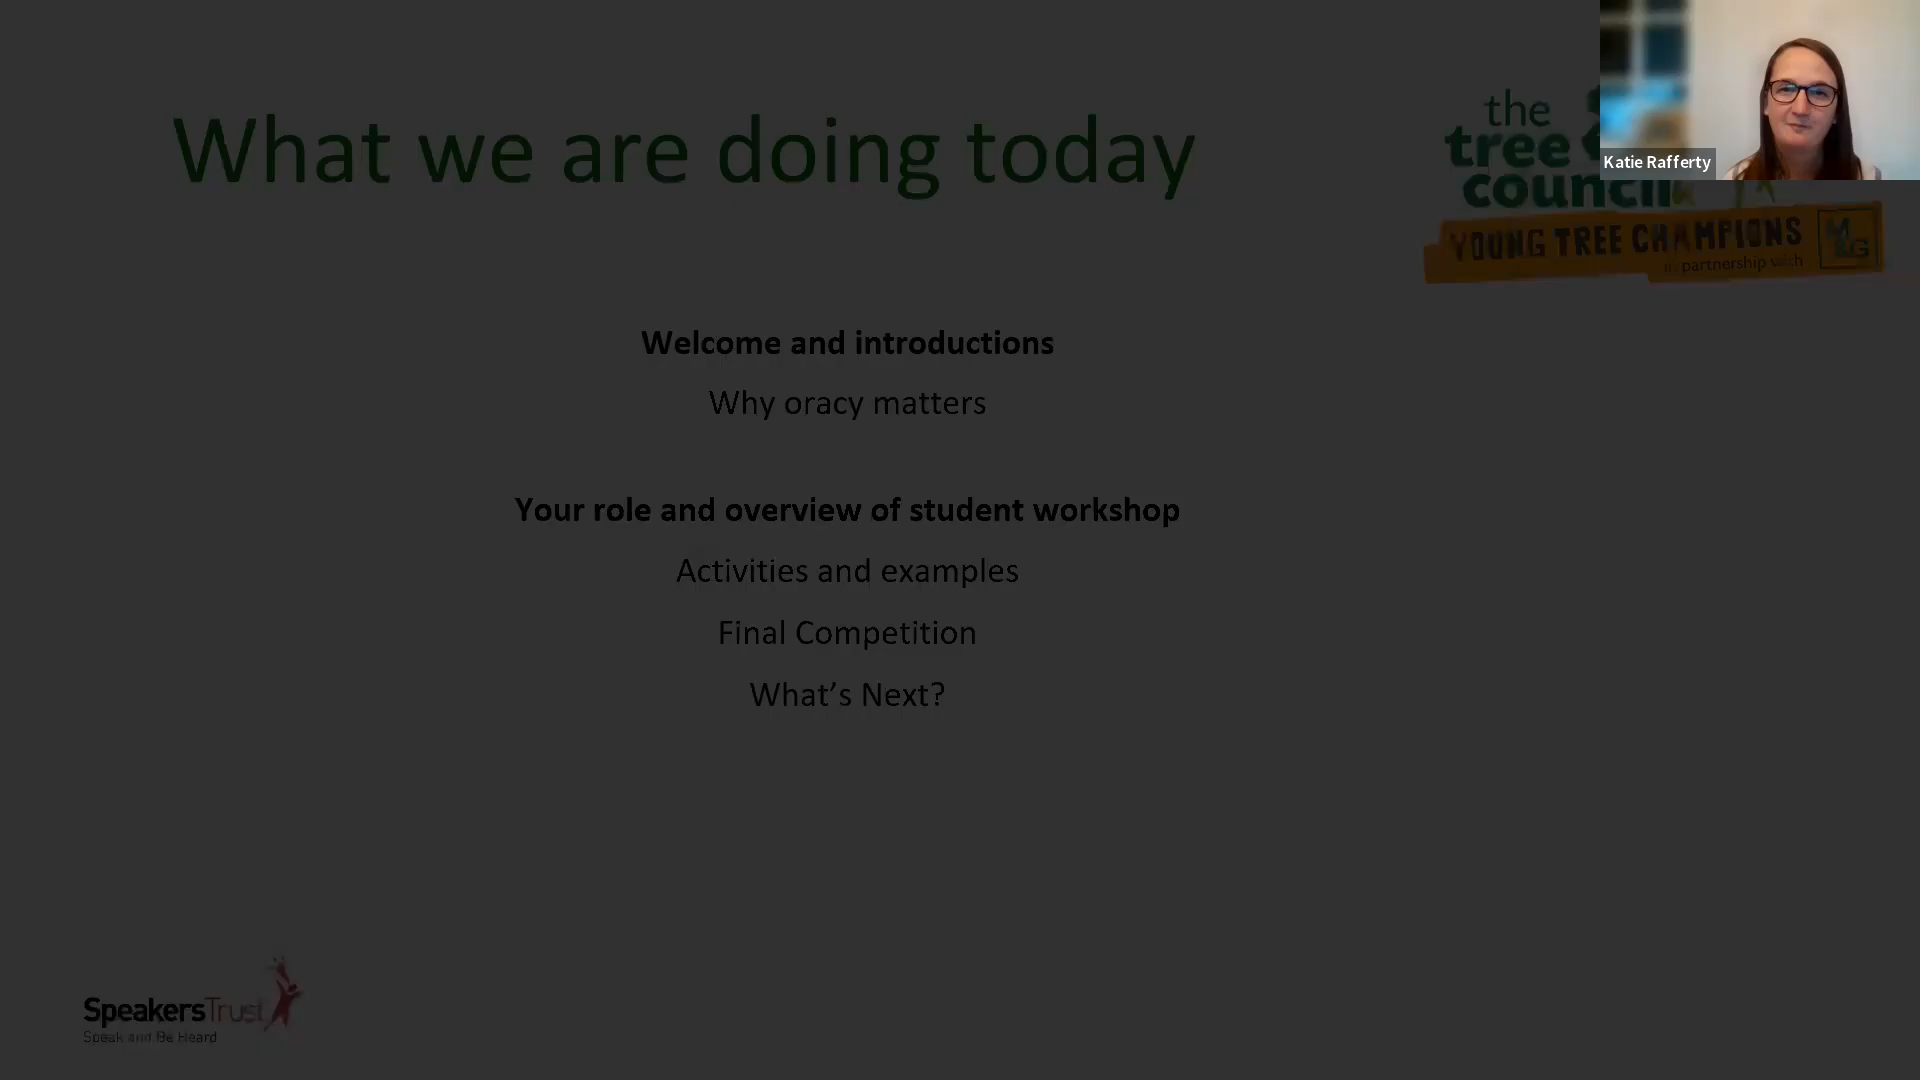 What we are doing today
the
tree
council
Katie Rafferty
YOUNG TREE CHAMPIONS
in partnership with
M&G
Welcome and introductions
Why oracy matters
Your role and overview of student workshop
Activities and examples
Final Competition
What's Next?
SpeakersTrust
Speak and Be Heard